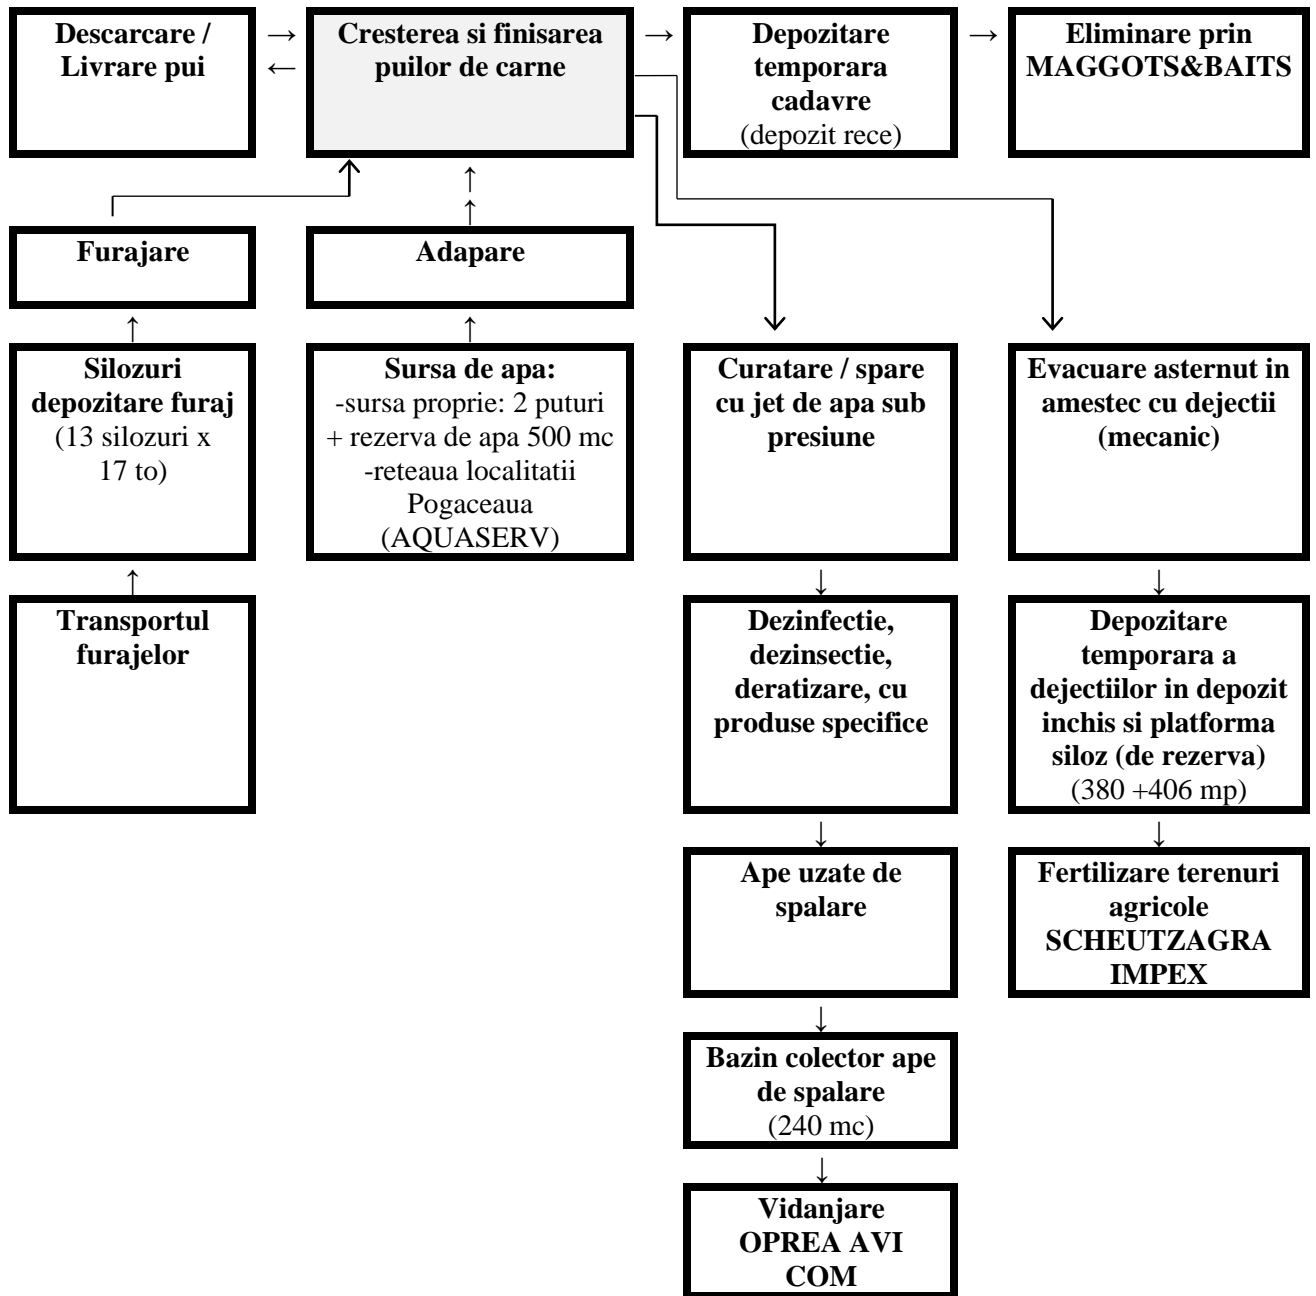 Descarcare /
Livrare pui
→
←
Cresterea si finisarea
puilor de carne
→
Depozitare
temporara
cadavre
(depozit rece)
→
Eliminare prin
MAGGOTS&BAITS
Furajare
Adapare
Silozuri
depozitare furaj
(13 silozuri x
17 to)
Sursa de apa:
-sursa proprie: 2 puturi
+ rezerva de apa 500 mc
-reteaua localitatii
Pogaceaua
(AQUASERV)
Curatare / spare
cu jet de apa sub
presiune
Evacuare asternut in
amestec cu dejectii
(mecanic)
Transportul
furajelor
Dezinfectie,
dezinsectie,
deratizare, cu
produse specifice
Depozitare
temporara a
dejectiilor in depozit
inchis si platforma
siloz (de rezerva)
(380 +406 mp)
Ape uzate de
spalare
Fertilizare terenuri
agricole
SCHEUTZAGRA
IMPEX
Bazin colector ape
de spalare
(240 mc)
Vidanjare
OPREA AVI
COM